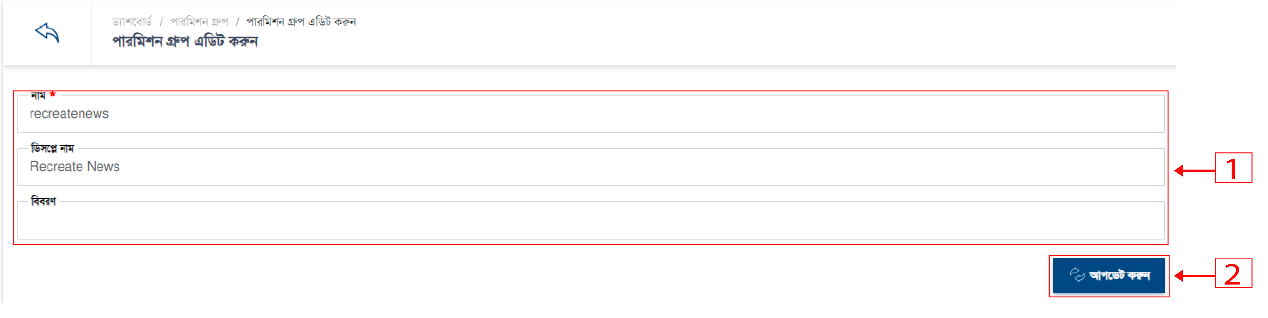 ড্যাশবোর্ড / পারমিশন গ্রুপ / পারমিশন গ্রুপ এডিট করুন
পারমিশন গ্রুপ এডিট করুন
নাম *
recreatenews
ডিসপ্লে নাম
Recreate News
1
বিবরণ
আপডেট করুন
2